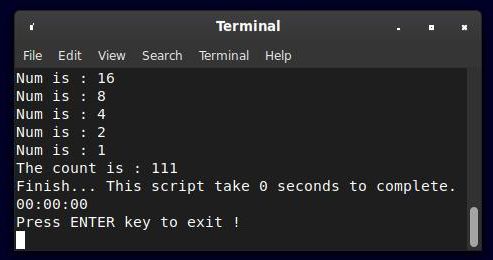 Terminal
File Edit View Search Terminal Help
Num is : 16
Num is : 8
Num is : 4
Num is : 2
Num is : 1
The count is : 111
Finish... This script take 0 seconds to complete.
00:00:00
Press ENTER key to exit !